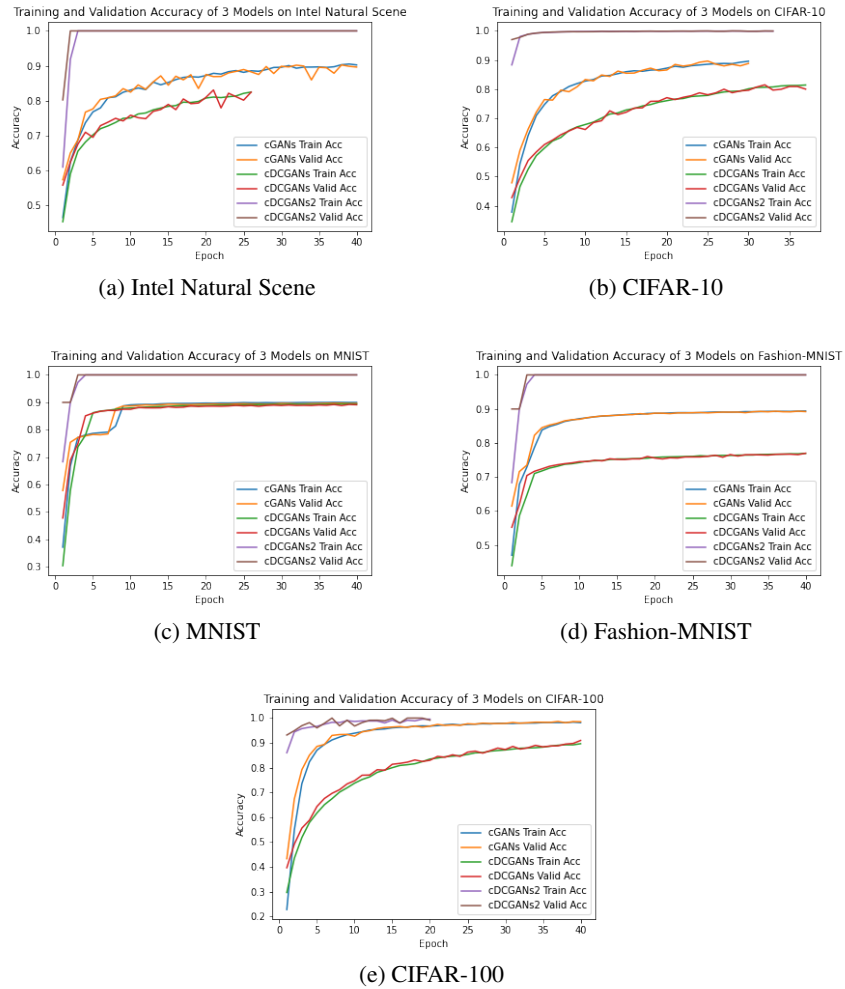 Training and Validation Accuracy of 3 Models on Intel Natural Scene
1.0
0.9
0.8
0.7
0.6
0.5
Accuracy
cGANs Train Acc
cGANs Valid Acc
cDCGANs Train Acc
cDCGANs Valid Acc
cDCGANs2 Train Acc
cDCGANs2 Valid Acc
0 5 10 15 20 25 30 35 40
Epoch
(a) Intel Natural Scene
Training and Validation Accuracy of 3 Models on CIFAR-10
1.0
0.9
0.8
0.7
0.6
0.5
0.4
Accuracy
cGANs Train Acc
cGANs Valid Acc
cDCGANs Train Acc
cDCGANs Valid Acc
cDCGANs2 Train Acc
cDCGANs2 Valid Acc
0 5 10 15 20 25 30 35
Epoch
(b) CIFAR-10
Training and Validation Accuracy of 3 Models on MNIST
1.0
0.9
0.8
0.7
0.6
0.5
0.4
0.3
Accuracy
cGANs Train Acc
cGANs Valid Acc
cDCGANs Train Acc
cDCGANs Valid Acc
cDCGANs2 Train Acc
cDCGANs2 Valid Acc
0 5 10 15 20 25 30 35 40
Epoch
(c) MNIST
Training and Validation Accuracy of 3 Models on Fashion-MNIST
1.0
0.9
0.8
0.7
0.6
0.5
Accuracy
cGANs Train Acc
cGANs Valid Acc
cDCGANs Train Acc
cDCGANs Valid Acc
cDCGANs2 Train Acc
cDCGANs2 Valid Acc
0 5 10 15 20 25 30 35 40
Epoch
(d) Fashion-MNIST
Training and Validation Accuracy of 3 Models on CIFAR-100
1.0
0.9
0.8
0.7
0.6
0.5
0.4
0.3
0.2
Accuracy
cGANs Train Acc
cGANs Valid Acc
cDCGANs Train Acc
cDCGANs Valid Acc
cDCGANs2 Train Acc
cDCGANs2 Valid Acc
0 5 10 15 20 25 30 35 40
Epoch
(e) CIFAR-100